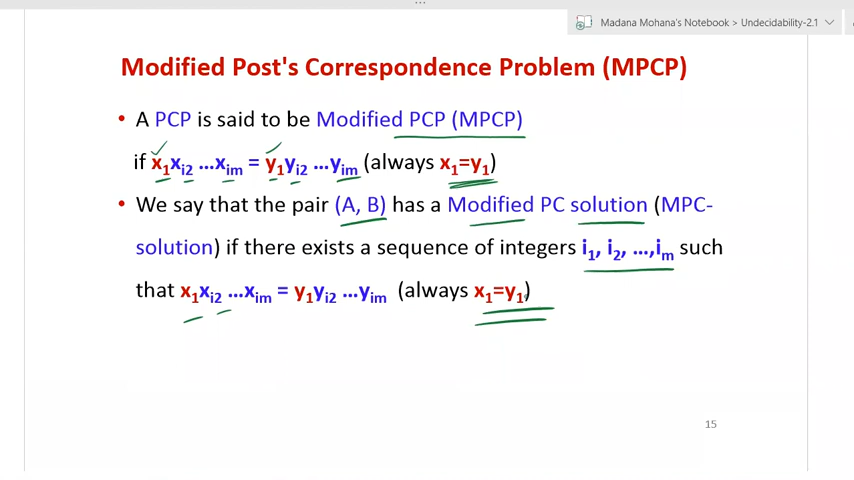 Madana Mohana's Notebook > Undecidability-2.1
Modified Post's Correspondence Problem (MPCP)
• A PCP is said to be Modified PCP (MPCP)
if x₁xᵢ₂ …xᵢₘ = y₁yᵢ₂ …yᵢₘ (always x₁=y₁)
• We say that the pair (A, B) has a Modified PC solution (MPC-
solution) if there exists a sequence of integers i₁, i₂, …,iₘ such
that x₁xᵢ₂ …xᵢₘ = y₁yᵢ₂ …yᵢₘ (always x₁=y₁)
15